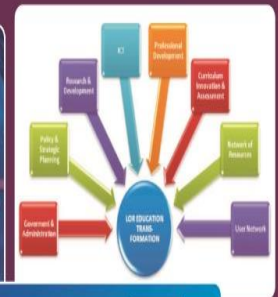 ICT
Professional
Development
Research &
Development
Curriculum
Innovation &
Assessment
Policy &
Strategic
Planning
Network of
Resources
Government &
Administration
LOR EDUCATION
TRANS-
FORMATION
User Network